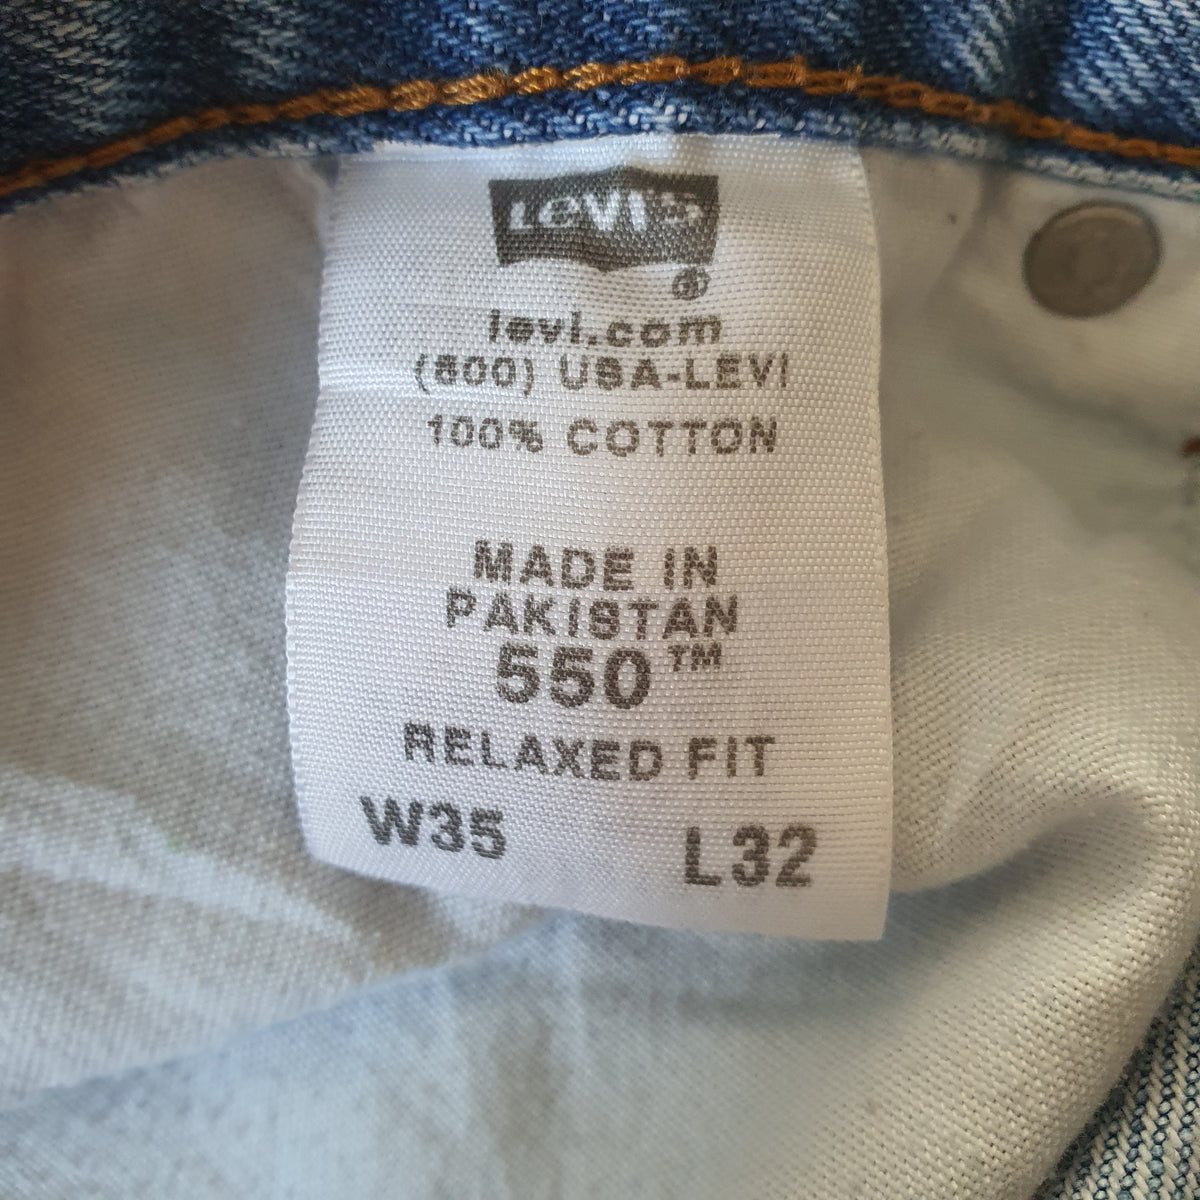 LEVI'S
®
levi.com
(800) USA-LEVI
100% COTTON
MADE IN
PAKISTAN
550™
RELAXED FIT
W35 L32